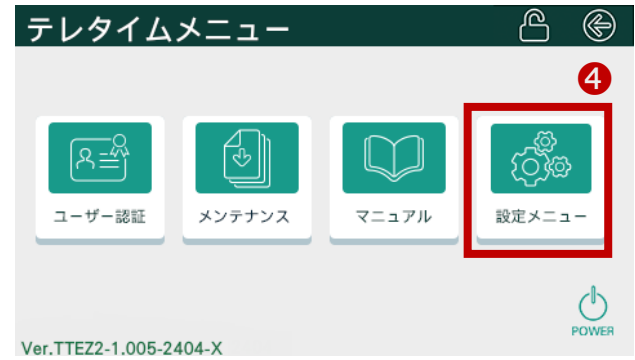 テレタイムメニュー
4
ユーザー認証
メンテナンス
マニュアル
設定メニュー
POWER
Ver.TTEZ2-1.005-2404-X